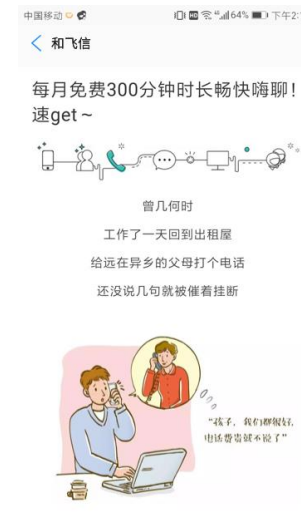 中国移动 64% 下午2:
和飞信
每月免费300分钟时长畅快嗨聊！
速get ~
曾几何时
工作了一天回到出租屋
给远在异乡的父母打个电话
还没说几句就被催着挂断
“孩子，我们都很好，
电话费贵就不说了”